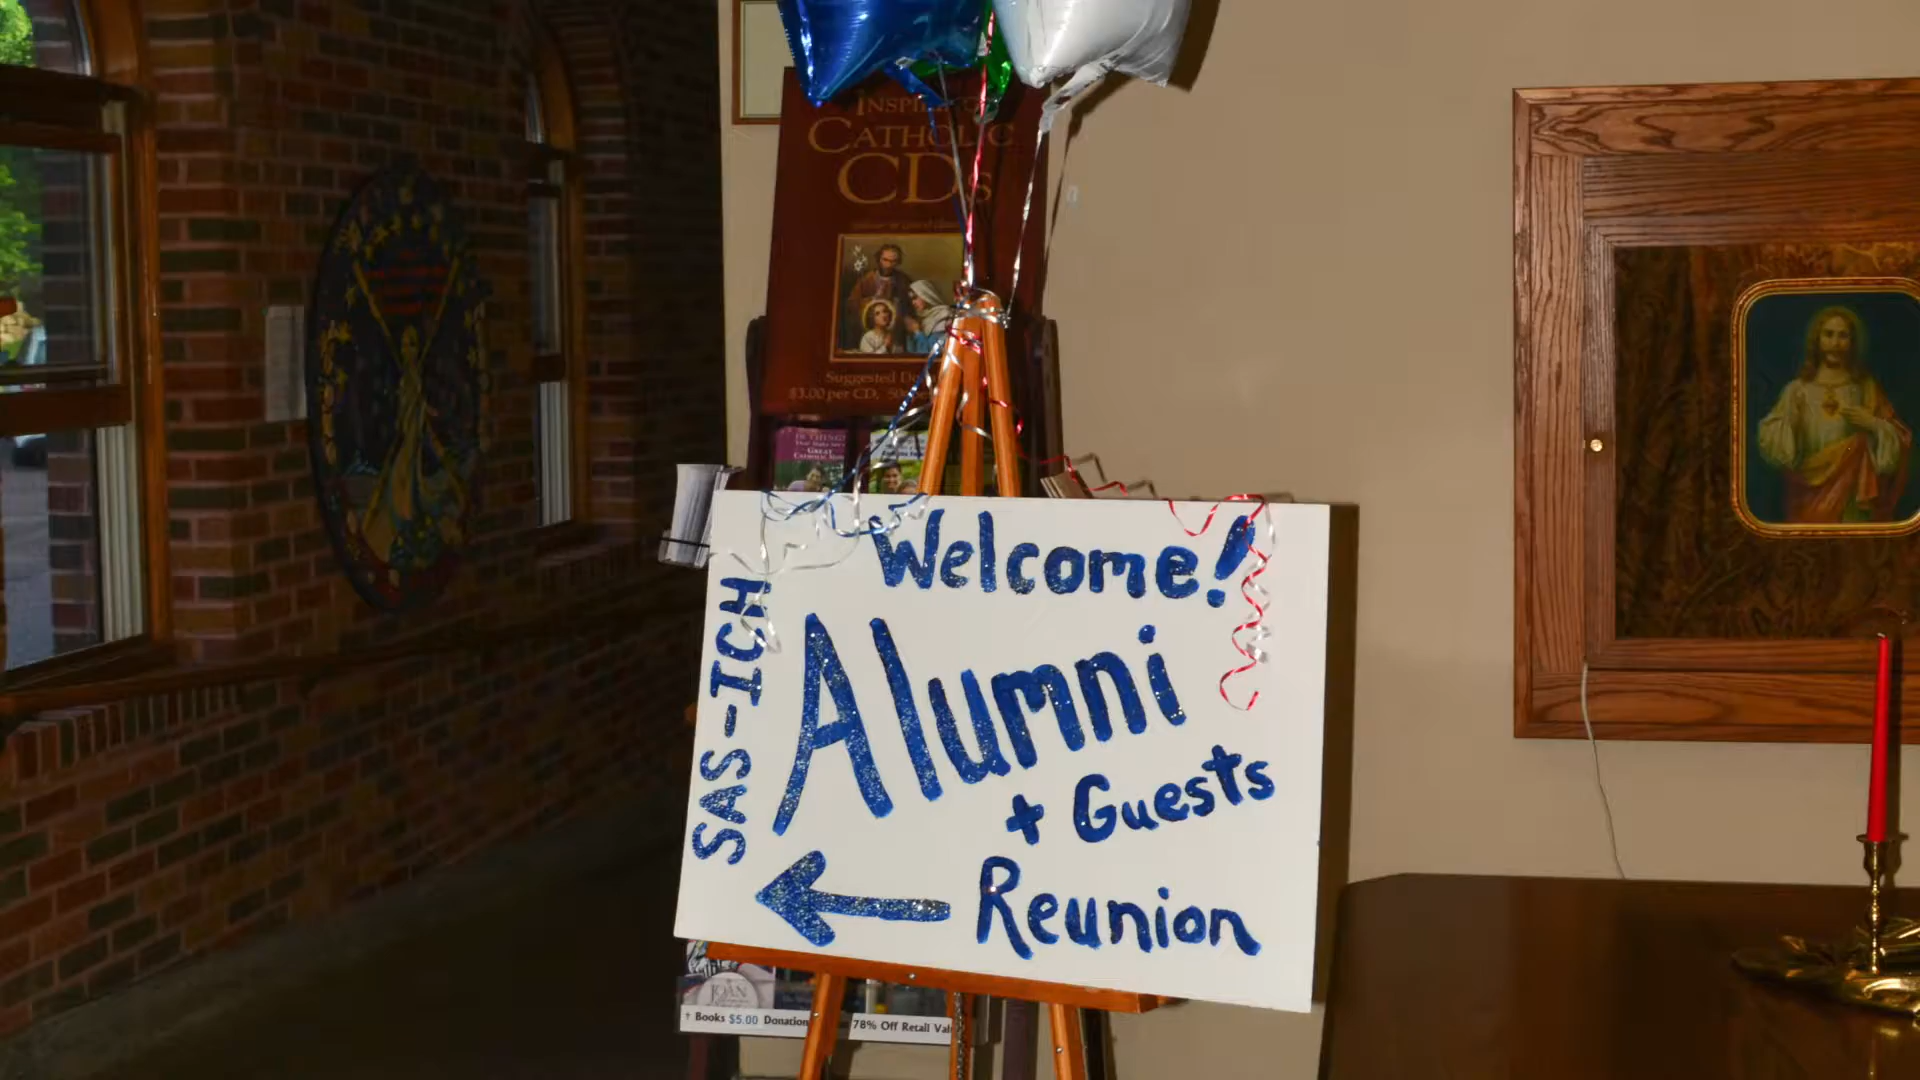 Catholic
CDs
Suggested
$3.00 per CD,
Welcome!
SAS-ICH
Alumni
+ Guests
Reunion
JOAN
† Books $5.00 Donation
78% Off Retail